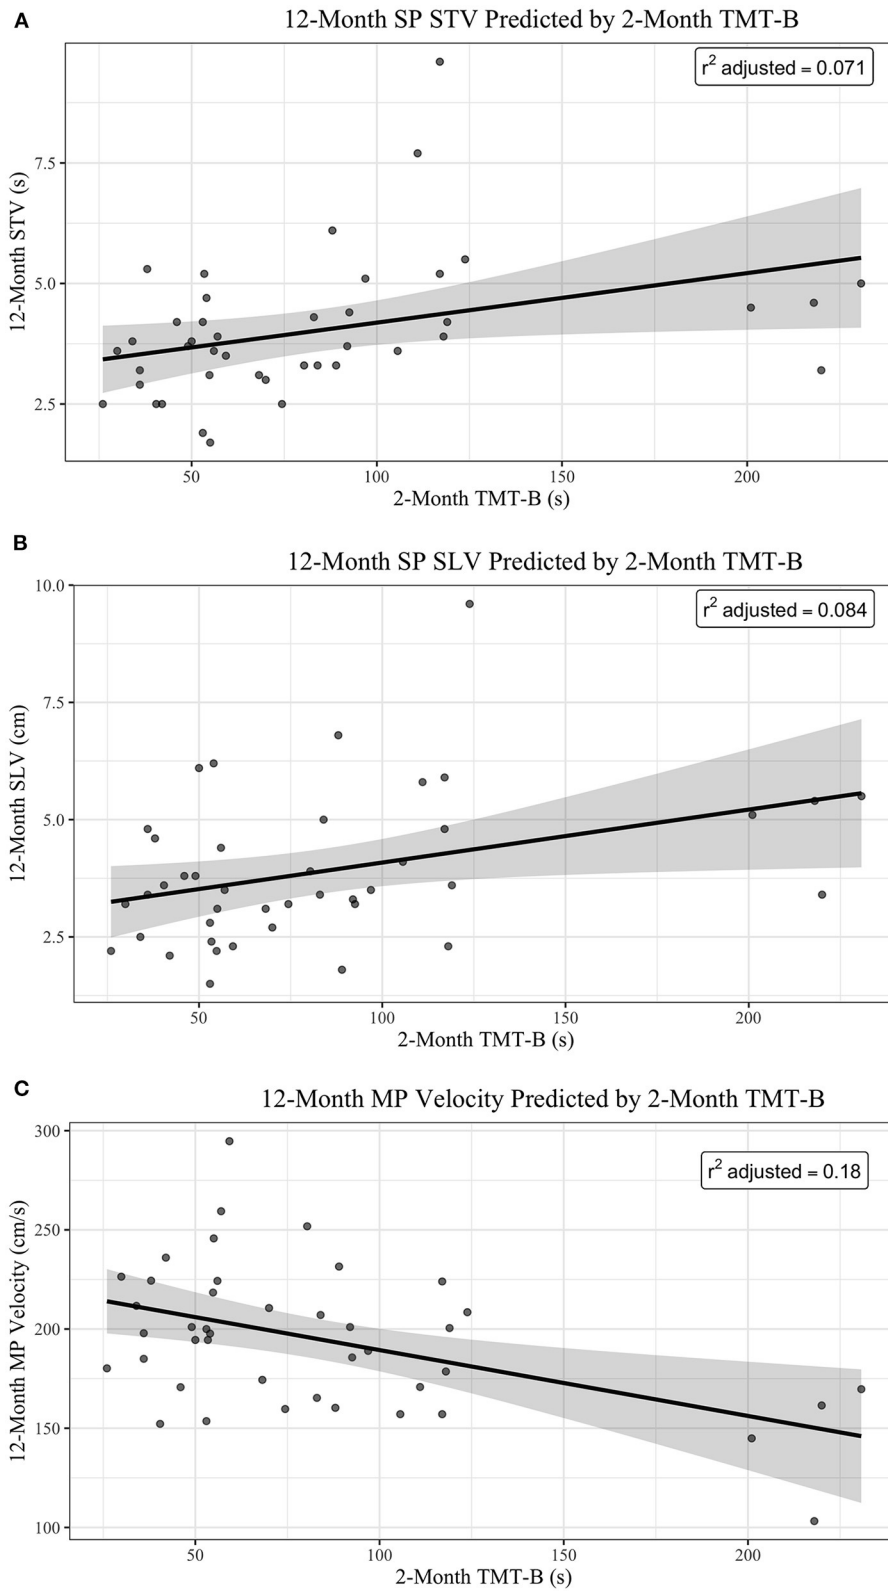 A
12-Month SP STV Predicted by 2-Month TMT-B
r² adjusted = 0.071
12-Month STV (s)
7.5
5.0
2.5
50 100 150 200
2-Month TMT-B (s)
B
12-Month SP SLV Predicted by 2-Month TMT-B
r² adjusted = 0.084
12-Month SLV (cm)
10.0
7.5
5.0
2.5
50 100 150 200
2-Month TMT-B (s)
C
12-Month MP Velocity Predicted by 2-Month TMT-B
r² adjusted = 0.18
12-Month MP Velocity (cm/s)
300
250
200
150
100
50 100 150 200
2-Month TMT-B (s)